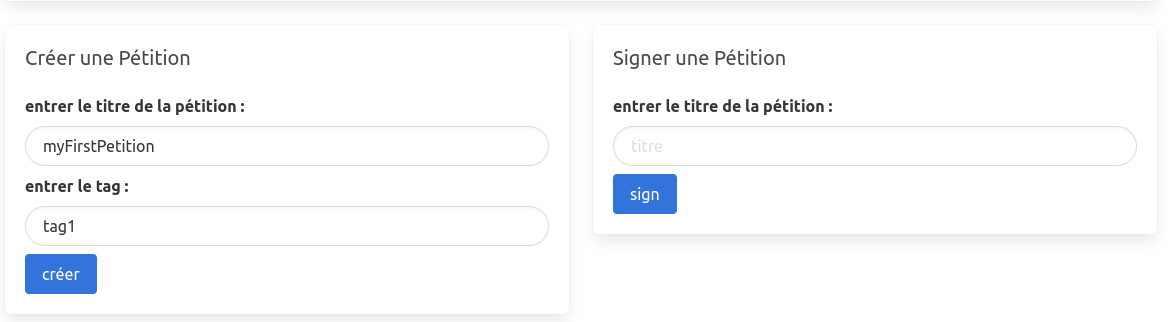 Créer une Pétition
entrer le titre de la pétition :
myFirstPetition
entrer le tag :
tag1
créer
Signer une Pétition
entrer le titre de la pétition :
titre
sign